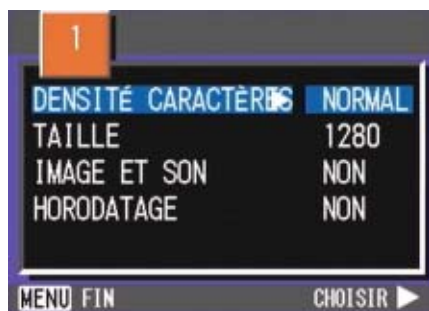 1
DENSITÉ CARACTÈRES NORMAL
TAILLE 1280
IMAGE ET SON NON
HORODATAGE NON
MENU FIN CHOISIR